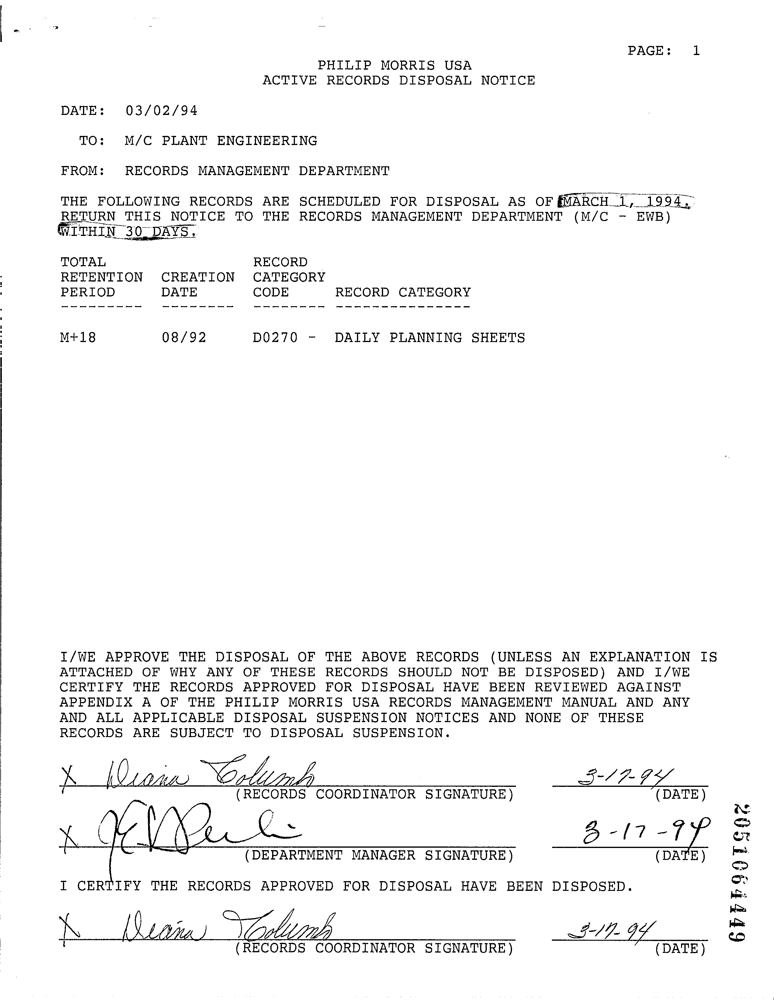 PAGE: 1
PHILIP MORRIS USA
ACTIVE RECORDS DISPOSAL NOTICE
DATE: 03/02/94
TO: M/C PLANT ENGINEERING
FROM: RECORDS MANAGEMENT DEPARTMENT
THE FOLLOWING RECORDS ARE SCHEDULED FOR DISPOSAL AS OF MARCH 1, 1994.
RETURN THIS NOTICE TO THE RECORDS MANAGEMENT DEPARTMENT (M/C - EWB)
WITHIN 30 DAYS.
TOTAL RECORD
RETENTION CREATION CATEGORY
PERIOD DATE CODE RECORD CATEGORY
--------- -------- -------- ---------------
M+18 08/92 D0270 - DAILY PLANNING SHEETS
I/WE APPROVE THE DISPOSAL OF THE ABOVE RECORDS (UNLESS AN EXPLANATION IS
ATTACHED OF WHY ANY OF THESE RECORDS SHOULD NOT BE DISPOSED) AND I/WE
CERTIFY THE RECORDS APPROVED FOR DISPOSAL HAVE BEEN REVIEWED AGAINST
APPENDIX A OF THE PHILIP MORRIS USA RECORDS MANAGEMENT MANUAL AND ANY
AND ALL APPLICABLE DISPOSAL SUSPENSION NOTICES AND NONE OF THESE
RECORDS ARE SUBJECT TO DISPOSAL SUSPENSION.
X Diana Columb 3-17-94
(RECORDS COORDINATOR SIGNATURE) (DATE)
X 3-17-94
(DEPARTMENT MANAGER SIGNATURE) (DATE)
I CERTIFY THE RECORDS APPROVED FOR DISPOSAL HAVE BEEN DISPOSED.
X Diana Columb 3-17-94
(RECORDS COORDINATOR SIGNATURE) (DATE)
2051064449